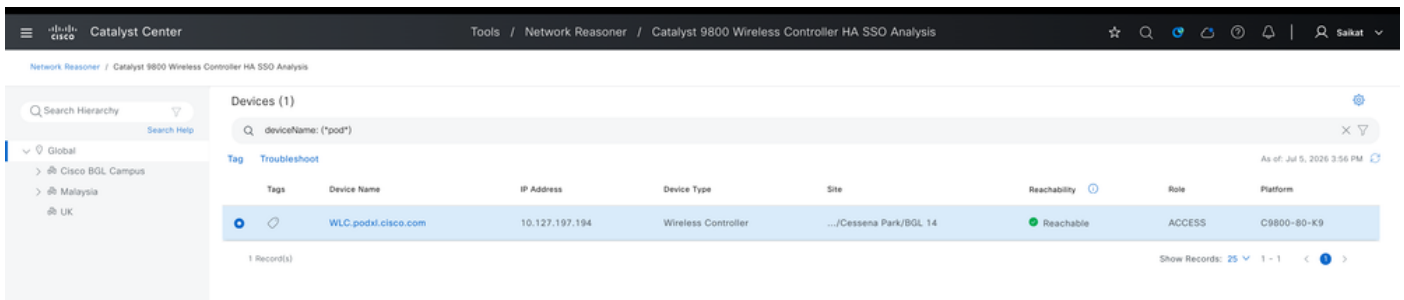 cisco Catalyst Center Tools / Network Reasoner / Catalyst 9800 Wireless Controller HA SSO Analysis Saikat
Network Reasoner / Catalyst 9800 Wireless Controller HA SSO Analysis
Search Hierarchy
Search Help
Global
Cisco BGL Campus
Malaysia
UK
Devices (1)
deviceName: (*pod*)
Tag Troubleshoot As of: Jul 5, 2026 3:56 PM
Tags Device Name IP Address Device Type Site Reachability Role Platform
WLC.podxl.cisco.com 10.127.197.194 Wireless Controller .../Cessena Park/BGL 14 Reachable ACCESS C9800-80-K9
1 Record(s) Show Records: 25 1 - 1 1